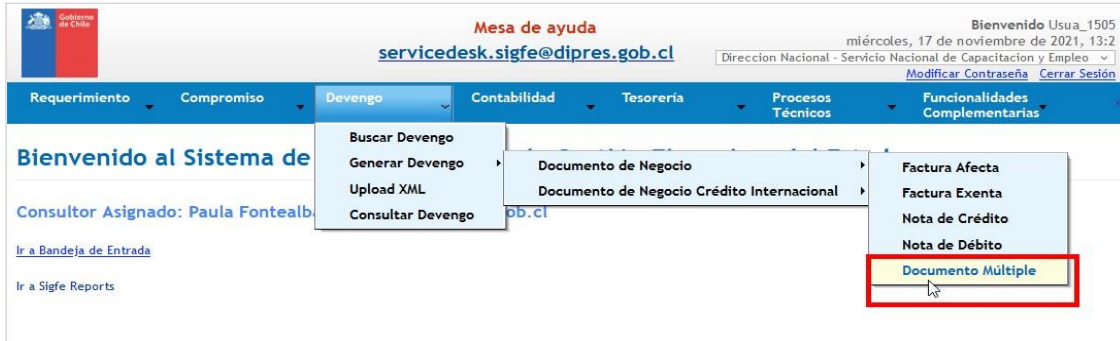 Gobierno
de Chile
Mesa de ayuda
servicedesk.sigfe@dipres.gob.cl
Bienvenido Usua_1505
miércoles, 17 de noviembre de 2021, 13:2
Direccion Nacional - Servicio Nacional de Capacitacion y Empleo
Modificar Contraseña Cerrar Sesión
Requerimiento Compromiso Devengo Contabilidad Tesorería Procesos Técnicos Funcionalidades Complementarias
Buscar Devengo
Generar Devengo
Upload XML
Consultar Devengo
Documento de Negocio
Documento de Negocio Crédito Internacional
Factura Afecta
Factura Exenta
Nota de Crédito
Nota de Débito
Documento Múltiple
Bienvenido al Sistema de
Consultor Asignado: Paula Fontealb ob.cl
Ir a Bandeja de Entrada
Ir a Sigfe Reports